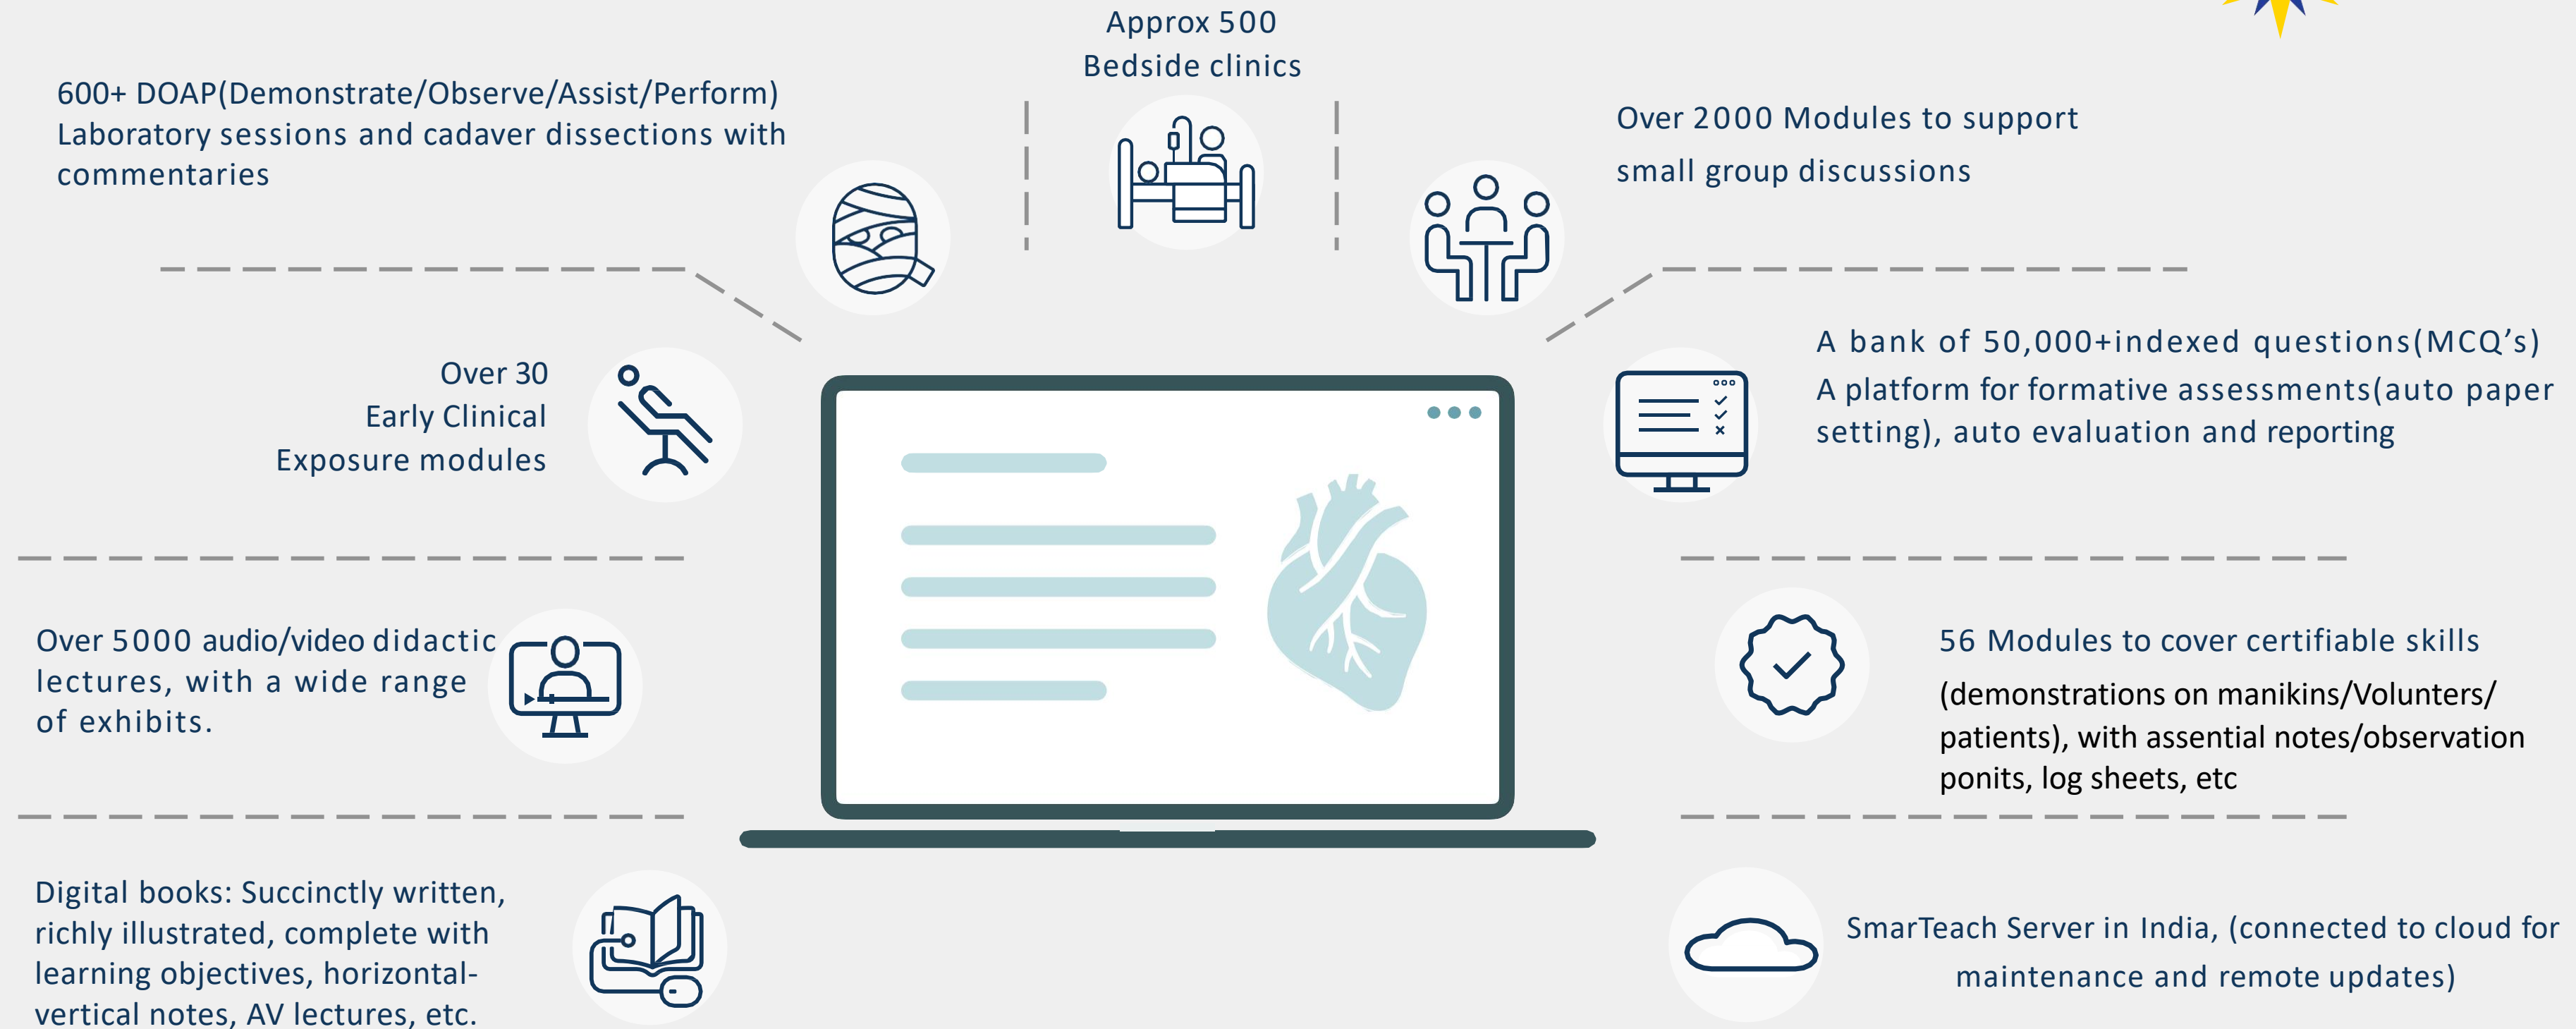 Approx 500
Bedside clinics
600+ DOAP(Demonstrate/Observe/Assist/Perform)
Laboratory sessions and cadaver dissections with
commentaries
Over 2000 Modules to support
small group discussions
Over 30
Early Clinical
Exposure modules
A bank of 50,000+indexed questions(MCQ’s)
A platform for formative assessments(auto paper
setting), auto evaluation and reporting
Over 5000 audio/video didactic
lectures, with a wide range
of exhibits.
56 Modules to cover certifiable skills
(demonstrations on manikins/Volunters/
patients), with assential notes/observation
ponits, log sheets, etc
Digital books: Succinctly written,
richly illustrated, complete with
learning objectives, horizontal-
vertical notes, AV lectures, etc.
SmarTeach Server in India, (connected to cloud for
maintenance and remote updates)